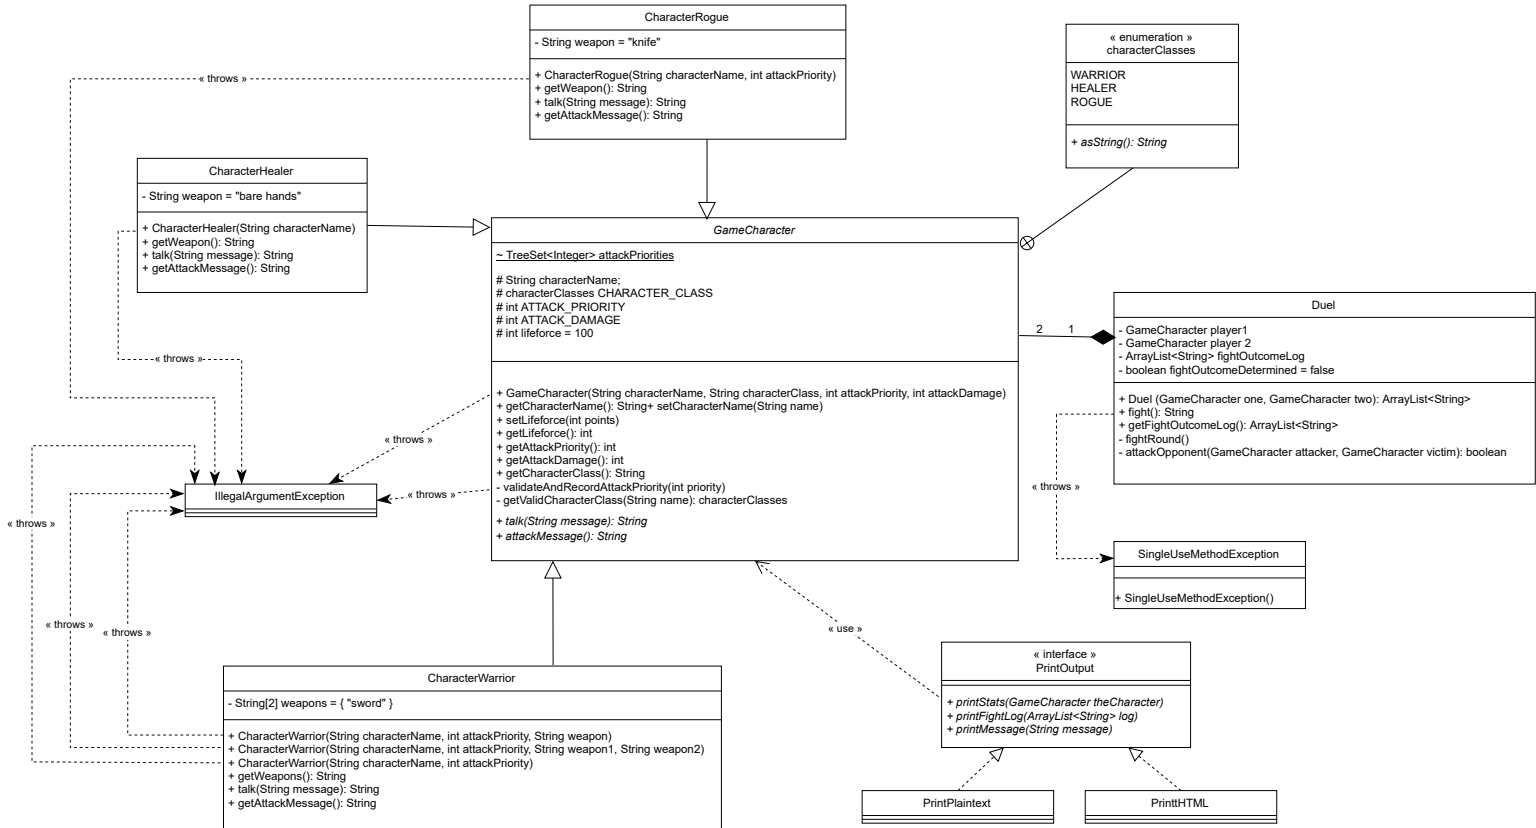 CharacterRogue
- String weapon = "knife"
+ CharacterRogue(String characterName, int attackPriority)
+ getWeapon(): String
+ talk(String message): String
+ getAttackMessage(): String
« enumeration »
characterClasses
WARRIOR
HEALER
ROGUE
+ asString(): String
« throws »
CharacterHealer
- String weapon = "bare hands"
+ CharacterHealer(String characterName)
+ getWeapon(): String
+ talk(String message): String
+ getAttackMessage(): String
« throws »
GameCharacter
~ TreeSet<Integer> attackPriorities
# String characterName;
# characterClasses CHARACTER_CLASS
# int ATTACK_PRIORITY
# int ATTACK_DAMAGE
# int lifeforce = 100
+ GameCharacter(String characterName, String characterClass, int attackPriority, int attackDamage)
+ getCharacterName(): String+ setCharacterName(String name)
+ setLifeforce(int points)
+ getLifeforce(): int
+ getAttackPriority(): int
+ getAttackDamage(): int
+ getCharacterClass(): String
- validateAndRecordAttackPriority(int priority)
- getValidCharacterClass(String name): characterClasses
+ talk(String message): String
+ attackMessage(): String
2 1
Duel
- GameCharacter player1
- GameCharacter player 2
- ArrayList<String> fightOutcomeLog
- boolean fightOutcomeDetermined = false
+ Duel (GameCharacter one, GameCharacter two): ArrayList<String>
+ fight(): String
+ getFightOutcomeLog(): ArrayList<String>
- fightRound()
- attackOpponent(GameCharacter attacker, GameCharacter victim): boolean
« throws »
« throws »
« throws »
IllegalArgumentException
« throws »
« throws »
« throws »
SingleUseMethodException
+ SingleUseMethodException()
« use »
« interface »
PrintOutput
+ printStats(GameCharacter theCharacter)
+ printFightLog(ArrayList<String> log)
+ printMessage(String message)
PrintPlaintext
PrinttHTML
CharacterWarrior
- String[2] weapons = { "sword" }
+ CharacterWarrior(String characterName, int attackPriority, String weapon)
+ CharacterWarrior(String characterName, int attackPriority, String weapon1, String weapon2)
+ CharacterWarrior(String characterName, int attackPriority)
+ getWeapons(): String
+ talk(String message): String
+ getAttackMessage(): String